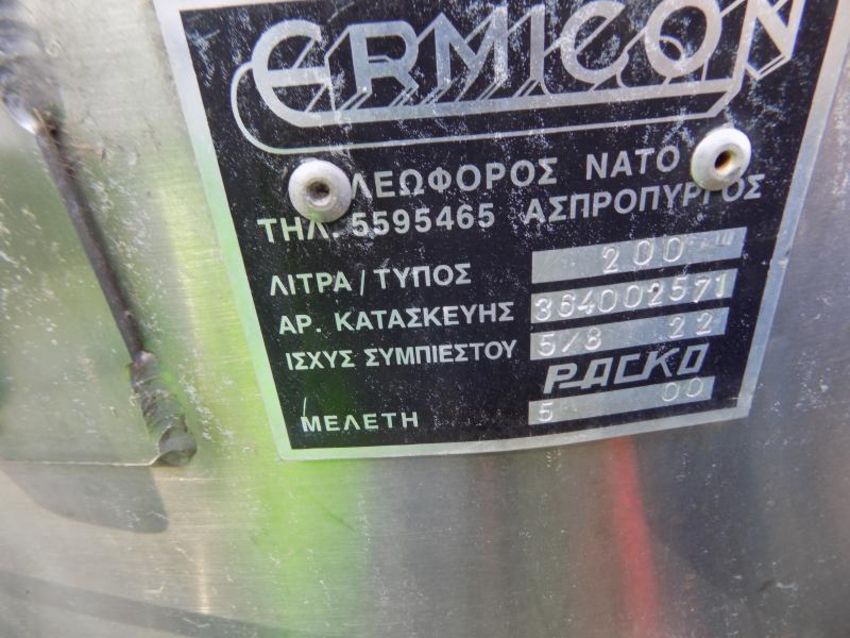 ERMICON
ΛΕΩΦΟΡΟΣ ΝΑΤΟ
ΤΗΛ. 5595465 ΑΣΠΡΟΠΥΡΓΟΣ
ΛΙΤΡΑ / ΤΥΠΟΣ 200
ΑΡ. ΚΑΤΑΣΚΕΥΗΣ 364002571
ΙΣΧΥΣ ΣΥΜΠΙΕΣΤΟΥ 5/8 22
PACKO
ΜΕΛΕΤΗ 5 00